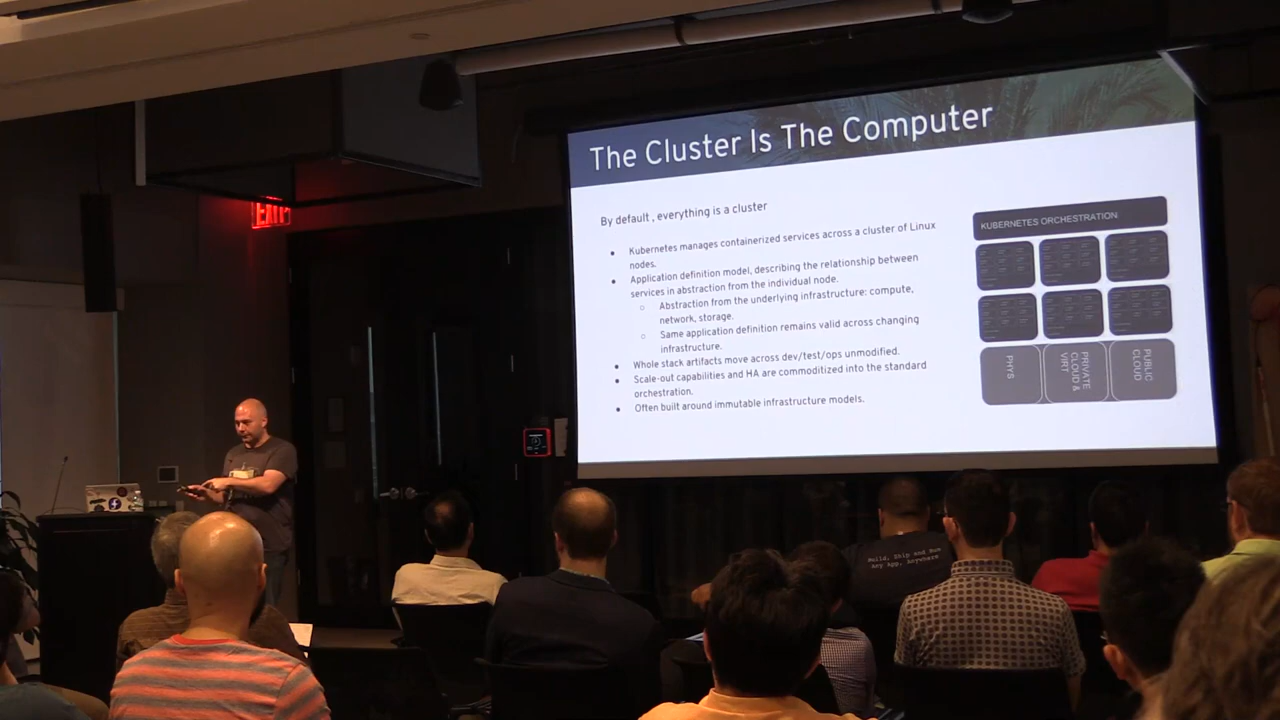 The Cluster Is The Computer
EXIT
By default , everything is a cluster
Kubernetes manages containerized services across a cluster of Linux
nodes.
Application definition model, describing the relationship between
services in abstraction from the individual node.
Abstraction from the underlying infrastructure: compute,
network, storage.
Same application definition remains valid across changing
infrastructure.
Whole stack artifacts move across dev/test/ops unmodified.
Scale-out capabilities and HA are commoditized into the standard
orchestration.
Often built around immutable infrastructure models.
KUBERNETES ORCHESTRATION
PHYS
PRIVATE
CLOUD &
VIRT
PUBLIC
CLOUD
Build, Ship and Run
Any App, Anywhere